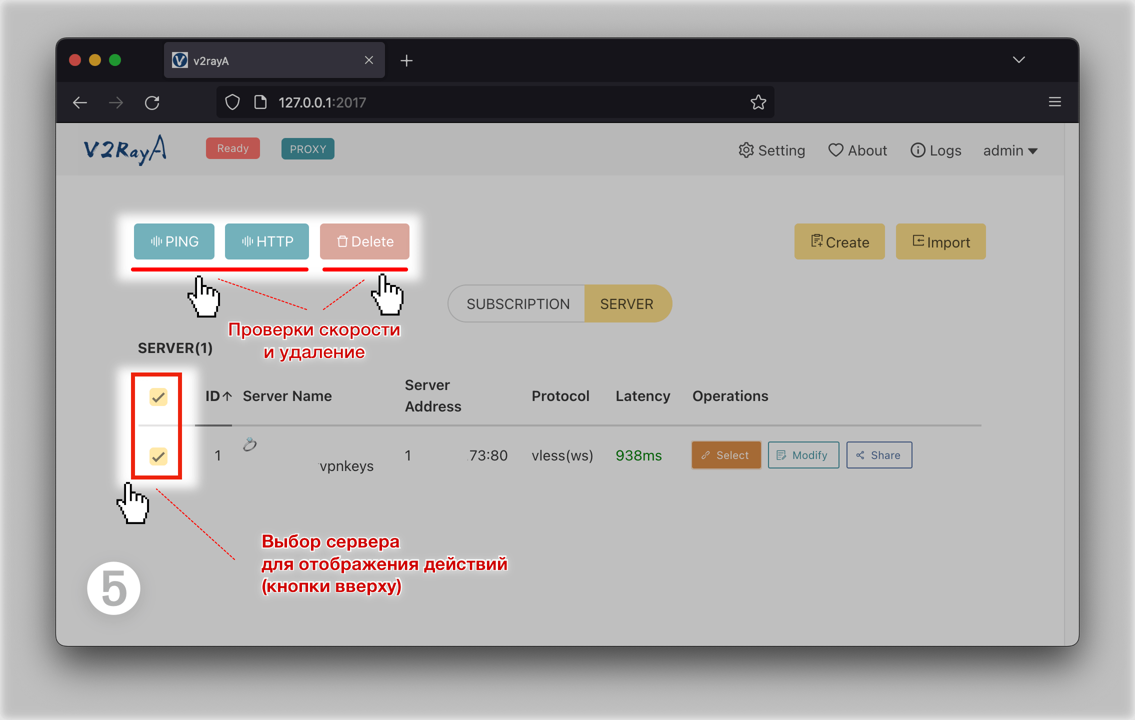 v2rayA
127.0.0.1:2017
V2RayA
Ready
PROXY
Setting
About
Logs
admin
PING
HTTP
Delete
Create
Import
SUBSCRIPTION
SERVER
Проверки скорости
и удаление
SERVER(1)
ID
Server Name
Server
Address
Protocol
Latency
Operations
1
vpnkeys
1
73:80
vless(ws)
938ms
Select
Modify
Share
Выбор сервера
для отображения действий
(кнопки вверху)
5